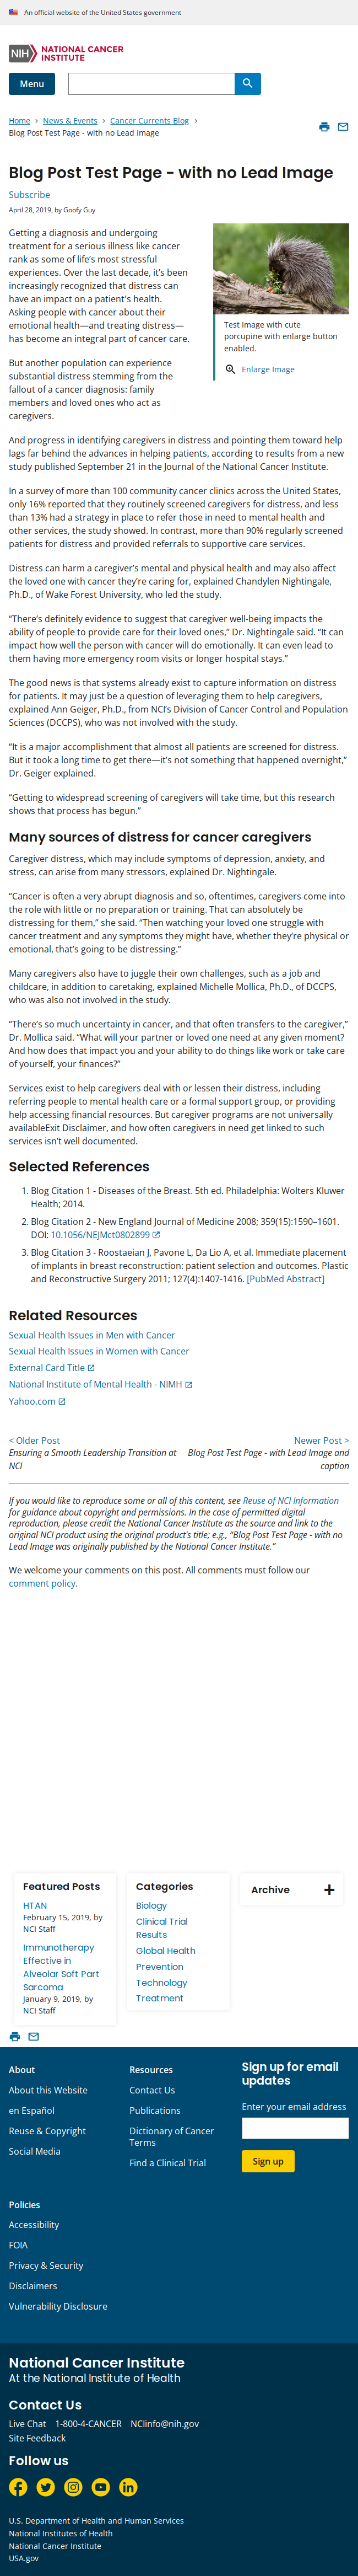 An official website of the United States government
NIH NATIONAL CANCER INSTITUTE
Menu
Home > News & Events > Cancer Currents Blog >
Blog Post Test Page - with no Lead Image
Blog Post Test Page - with no Lead Image
Subscribe
April 28, 2019, by Goofy Guy
Getting a diagnosis and undergoing
treatment for a serious illness like cancer
rank as some of life’s most stressful
experiences. Over the last decade, it’s been
increasingly recognized that distress can
have an impact on a patient's health.
Asking people with cancer about their
emotional health—and treating distress—
has become an integral part of cancer care.
Test Image with cute
porcupine with enlarge button
enabled.
Enlarge Image
But another population can experience
substantial distress stemming from the
fallout of a cancer diagnosis: family
members and loved ones who act as
caregivers.
And progress in identifying caregivers in distress and pointing them toward help
lags far behind the advances in helping patients, according to results from a new
study published September 21 in the Journal of the National Cancer Institute.
In a survey of more than 100 community cancer clinics across the United States,
only 16% reported that they routinely screened caregivers for distress, and less
than 13% had a strategy in place to refer those in need to mental health and
other services, the study showed. In contrast, more than 90% regularly screened
patients for distress and provided referrals to supportive care services.
Distress can harm a caregiver’s mental and physical health and may also affect
the loved one with cancer they’re caring for, explained Chandylen Nightingale,
Ph.D., of Wake Forest University, who led the study.
“There’s definitely evidence to suggest that caregiver well-being impacts the
ability of people to provide care for their loved ones,” Dr. Nightingale said. “It can
impact how well the person with cancer will do emotionally. It can even lead to
them having more emergency room visits or longer hospital stays.”
The good news is that systems already exist to capture information on distress
for patients. It may just be a question of leveraging them to help caregivers,
explained Ann Geiger, Ph.D., from NCI’s Division of Cancer Control and Population
Sciences (DCCPS), who was not involved with the study.
“It is a major accomplishment that almost all patients are screened for distress.
But it took a long time to get there—it’s not something that happened overnight,”
Dr. Geiger explained.
“Getting to widespread screening of caregivers will take time, but this research
shows that process has begun.”
Many sources of distress for cancer caregivers
Caregiver distress, which may include symptoms of depression, anxiety, and
stress, can arise from many stressors, explained Dr. Nightingale.
“Cancer is often a very abrupt diagnosis and so, oftentimes, caregivers come into
the role with little or no preparation or training. That can absolutely be
distressing for them,” she said. “Then watching your loved one struggle with
cancer treatment and any symptoms they might have, whether it’s physical or
emotional, that’s going to be distressing.”
Many caregivers also have to juggle their own challenges, such as a job and
childcare, in addition to caretaking, explained Michelle Mollica, Ph.D., of DCCPS,
who was also not involved in the study.
“There’s so much uncertainty in cancer, and that often transfers to the caregiver,”
Dr. Mollica said. “What will your partner or loved one need at any given moment?
And how does that impact you and your ability to do things like work or take care
of yourself, your finances?”
Services exist to help caregivers deal with or lessen their distress, including
referring people to mental health care or a formal support group, or providing
help accessing financial resources. But caregiver programs are not universally
availableExit Disclaimer, and how often caregivers in need get linked to such
services isn’t well documented.
Selected References
1. Blog Citation 1 - Diseases of the Breast. 5th ed. Philadelphia: Wolters Kluwer
Health; 2014.
2. Blog Citation 2 - New England Journal of Medicine 2008; 359(15):1590–1601.
DOI: 10.1056/NEJMct0802899
3. Blog Citation 3 - Roostaeian J, Pavone L, Da Lio A, et al. Immediate placement
of implants in breast reconstruction: patient selection and outcomes. Plastic
and Reconstructive Surgery 2011; 127(4):1407-1416. [PubMed Abstract]
Related Resources
Sexual Health Issues in Men with Cancer
Sexual Health Issues in Women with Cancer
External Card Title
National Institute of Mental Health - NIMH
Yahoo.com
< Older Post
Ensuring a Smooth Leadership Transition at
NCI
Newer Post >
Blog Post Test Page - with Lead Image and
caption
If you would like to reproduce some or all of this content, see Reuse of NCI Information
for guidance about copyright and permissions. In the case of permitted digital
reproduction, please credit the National Cancer Institute as the source and link to the
original NCI product using the original product's title; e.g., “Blog Post Test Page - with no
Lead Image was originally published by the National Cancer Institute.”
We welcome your comments on this post. All comments must follow our
comment policy.
Featured Posts
HTAN
February 15, 2019, by
NCI Staff
Immunotherapy
Effective in
Alveolar Soft Part
Sarcoma
January 9, 2019, by
NCI Staff
Categories
Biology
Clinical Trial
Results
Global Health
Prevention
Technology
Treatment
Archive +
About
About this Website
en Español
Reuse & Copyright
Social Media
Resources
Contact Us
Publications
Dictionary of Cancer
Terms
Find a Clinical Trial
Sign up for email
updates
Enter your email address
Sign up
Policies
Accessibility
FOIA
Privacy & Security
Disclaimers
Vulnerability Disclosure
National Cancer Institute
At the National Institutes of Health
Contact Us
Live Chat 1-800-4-CANCER NCIinfo@nih.gov
Site Feedback
Follow us
U.S. Department of Health and Human Services
National Institutes of Health
National Cancer Institute
USA.gov